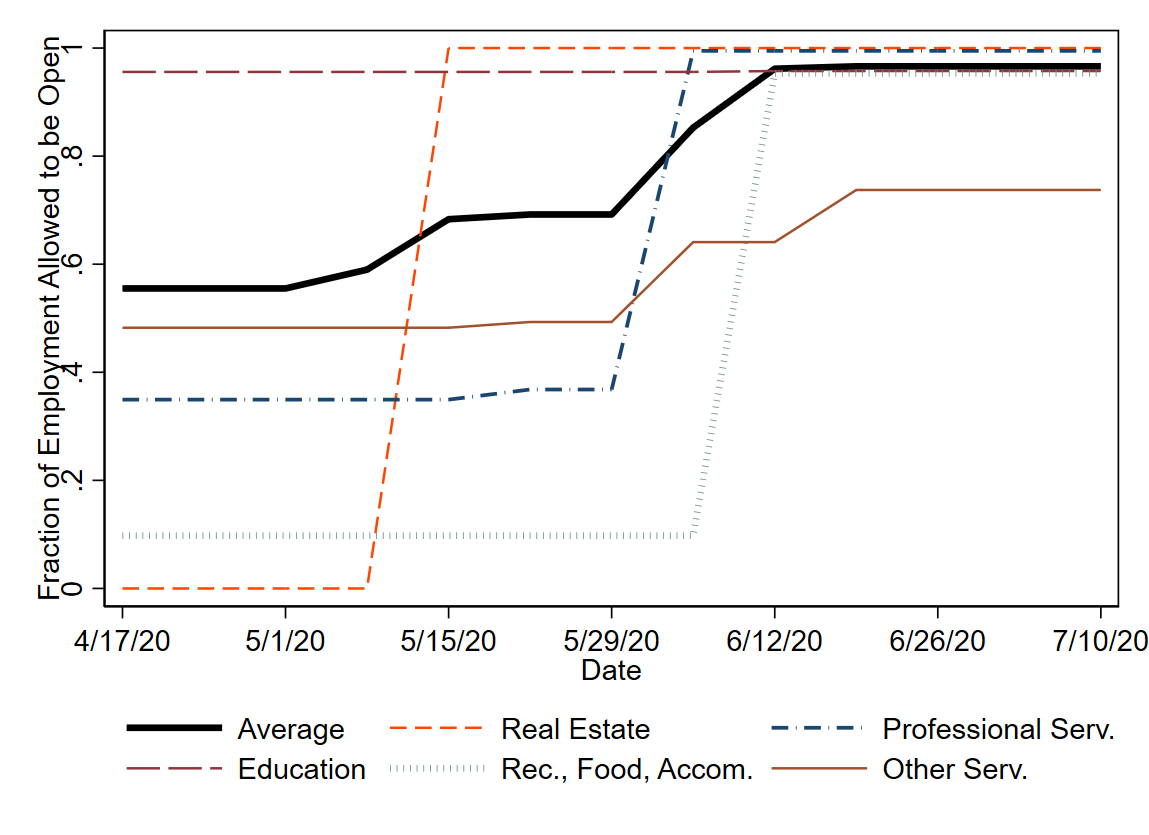 Fraction of Employment Allowed to be Open
1
.8
.6
.4
.2
0
4/17/20 5/1/20 5/15/20 5/29/20 6/12/20 6/26/20 7/10/20
Date
Average Real Estate Professional Serv.
Education Rec., Food, Accom. Other Serv.